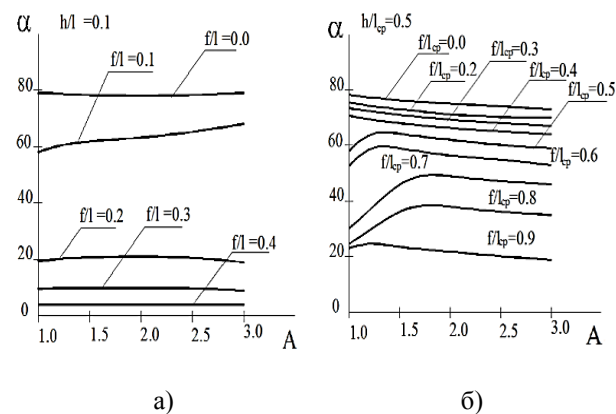 α h/l =0.1
f/l =0.1
f/l =0.0
80
60
40
f/l =0.2
f/l =0.3
f/l =0.4
20
0
1.0 1.5 2.0 2.5 3.0
A
а)
α h/lср=0.5
f/lср=0.0
f/lср=0.2
f/lср=0.3
f/lср=0.4
f/lср=0.5
80
60
f/lср=0.6
f/lср=0.7
40
f/lср=0.8
20
f/lср=0.9
0
1.0 1.5 2.0 2.5 3.0
A
б)